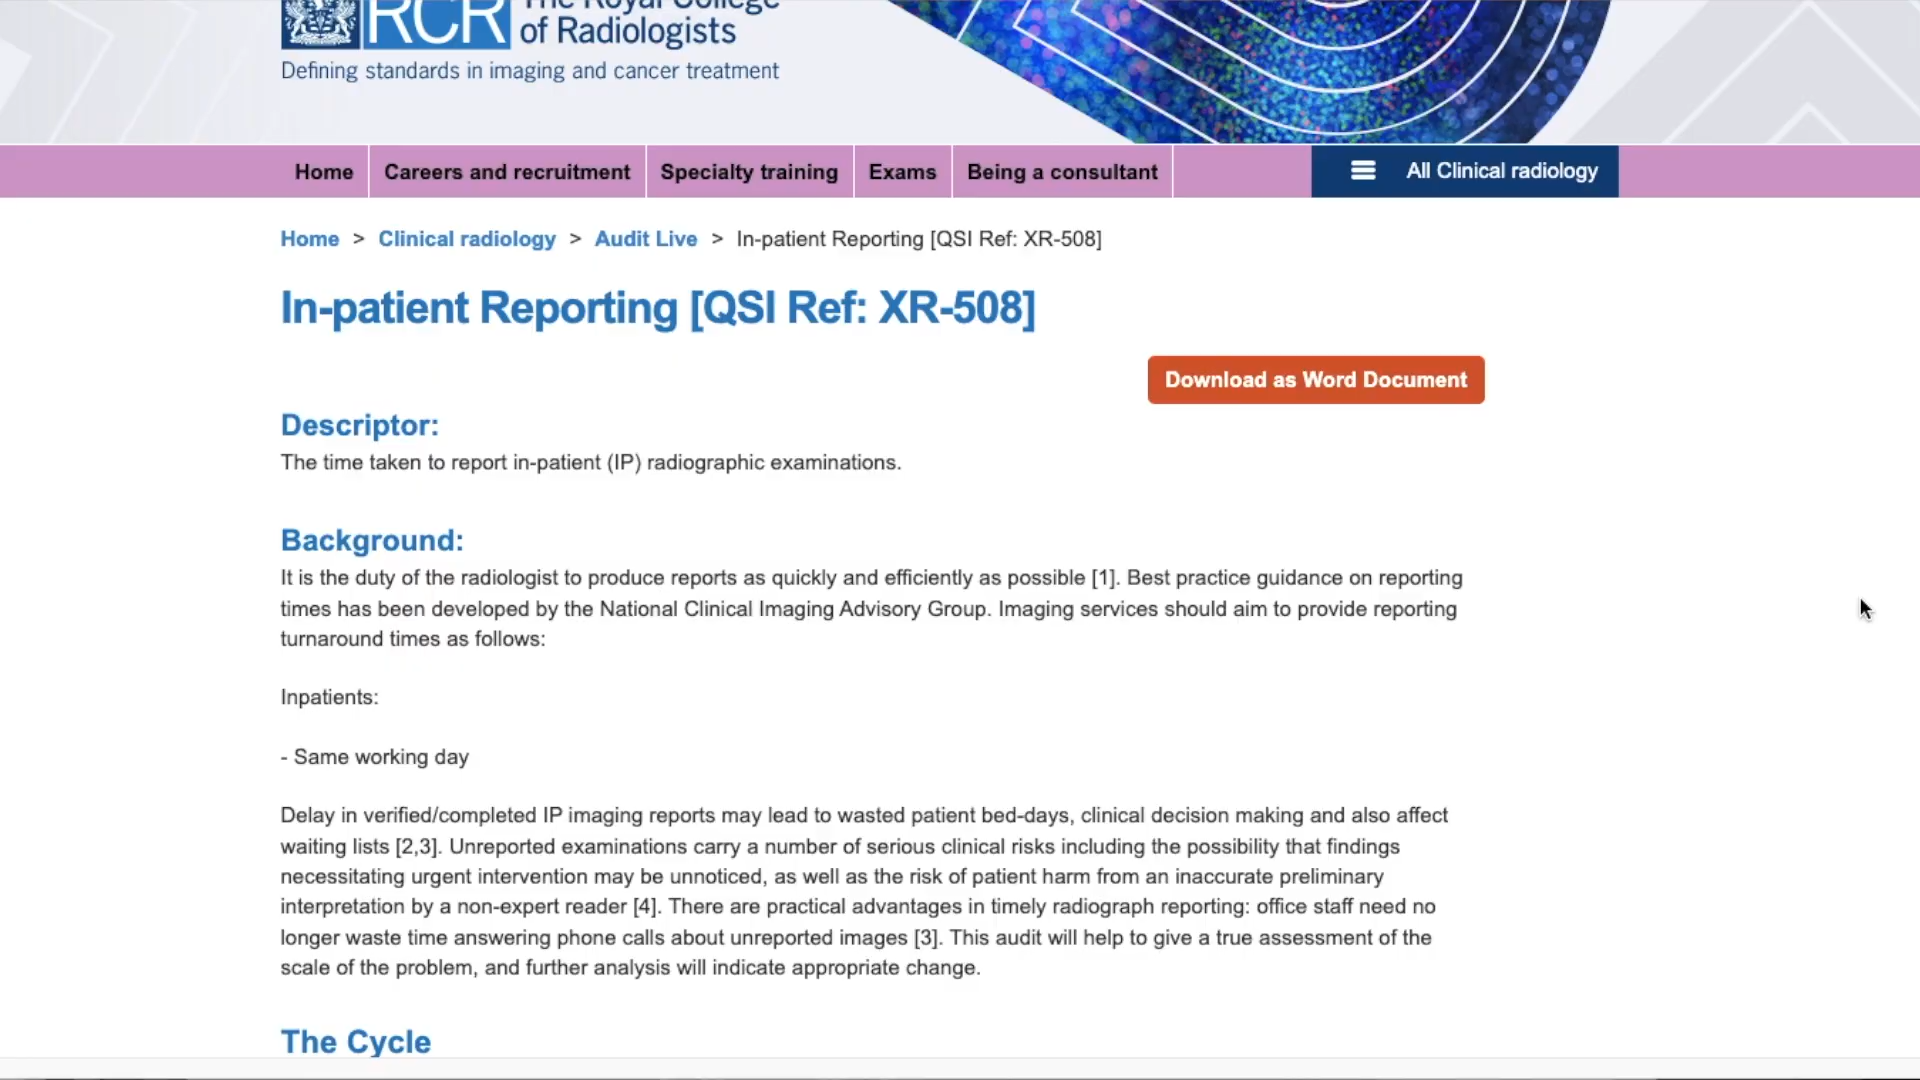 RCR The Royal College
of Radiologists
Defining standards in imaging and cancer treatment
Home Careers and recruitment Specialty training Exams Being a consultant All Clinical radiology
Home > Clinical radiology > Audit Live > In-patient Reporting [QSI Ref: XR-508]
In-patient Reporting [QSI Ref: XR-508]
Download as Word Document
Descriptor:
The time taken to report in-patient (IP) radiographic examinations.
Background:
It is the duty of the radiologist to produce reports as quickly and efficiently as possible [1]. Best practice guidance on reporting
times has been developed by the National Clinical Imaging Advisory Group. Imaging services should aim to provide reporting
turnaround times as follows:
Inpatients:
- Same working day
Delay in verified/completed IP imaging reports may lead to wasted patient bed-days, clinical decision making and also affect
waiting lists [2,3]. Unreported examinations carry a number of serious clinical risks including the possibility that findings
necessitating urgent intervention may be unnoticed, as well as the risk of patient harm from an inaccurate preliminary
interpretation by a non-expert reader [4]. There are practical advantages in timely radiograph reporting: office staff need no
longer waste time answering phone calls about unreported images [3]. This audit will help to give a true assessment of the
scale of the problem, and further analysis will indicate appropriate change.
The Cycle